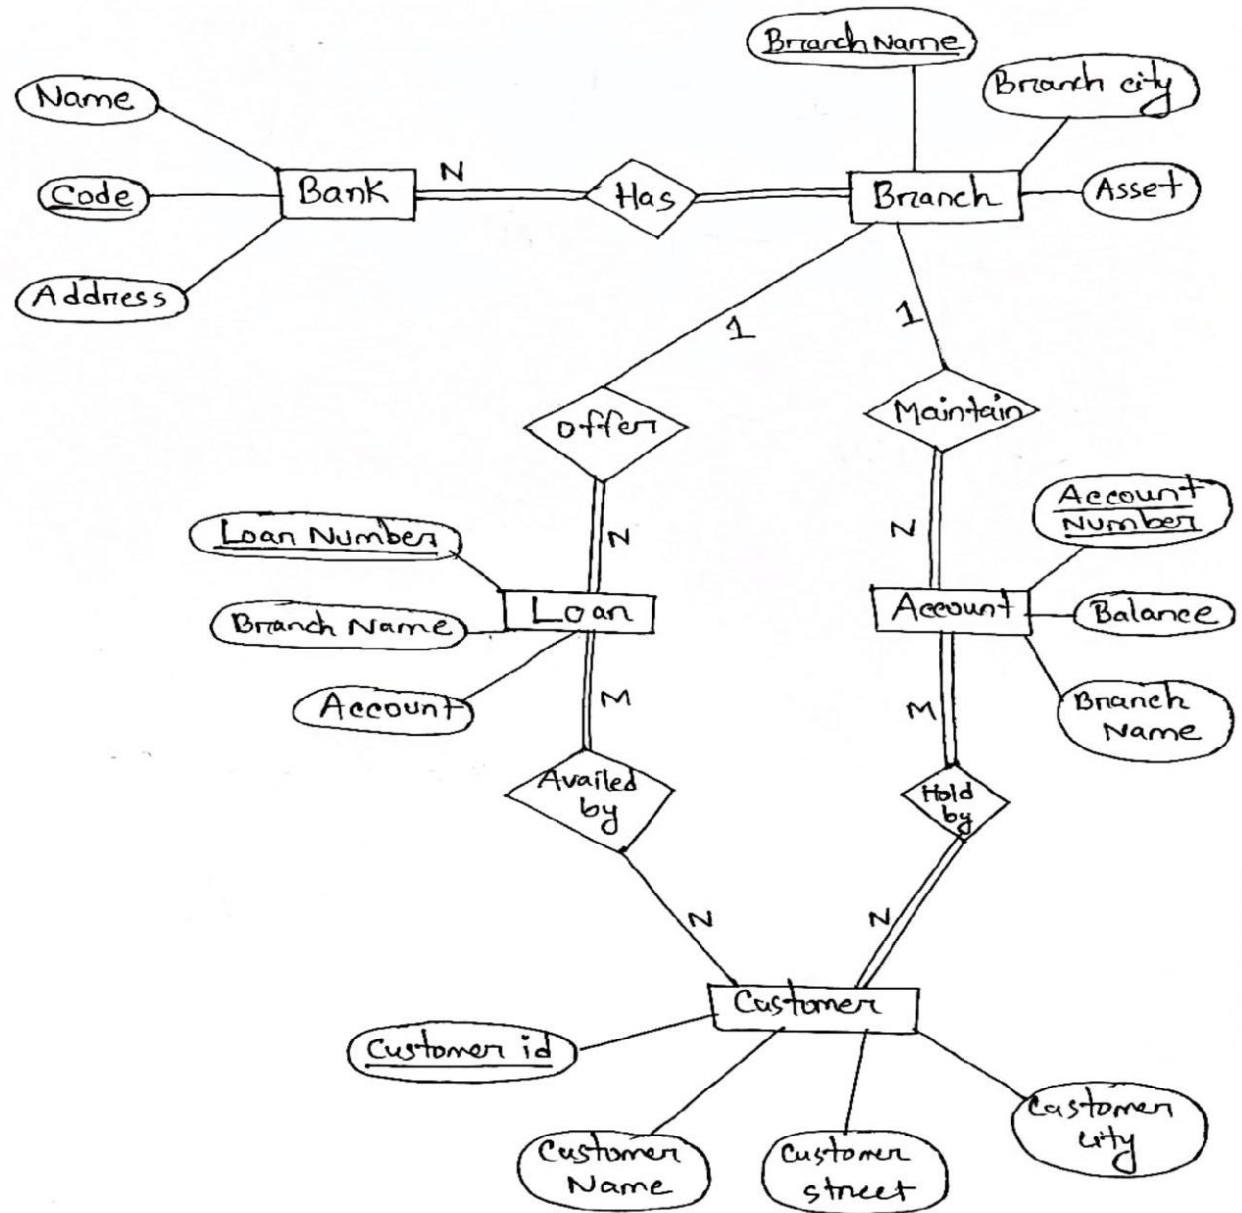 Branch Name
Branch city
Name
Code
Address
Bank
N
Has
Branch
Asset
1
1
Offer
Maintain
N
N
Loan Number
Branch Name
Account
Loan
Account
Account
Number
Balance
Branch
Name
M
M
Availed
by
Hold
by
N
N
Customer
Customer id
Customer
Name
Customer
street
Customer
city